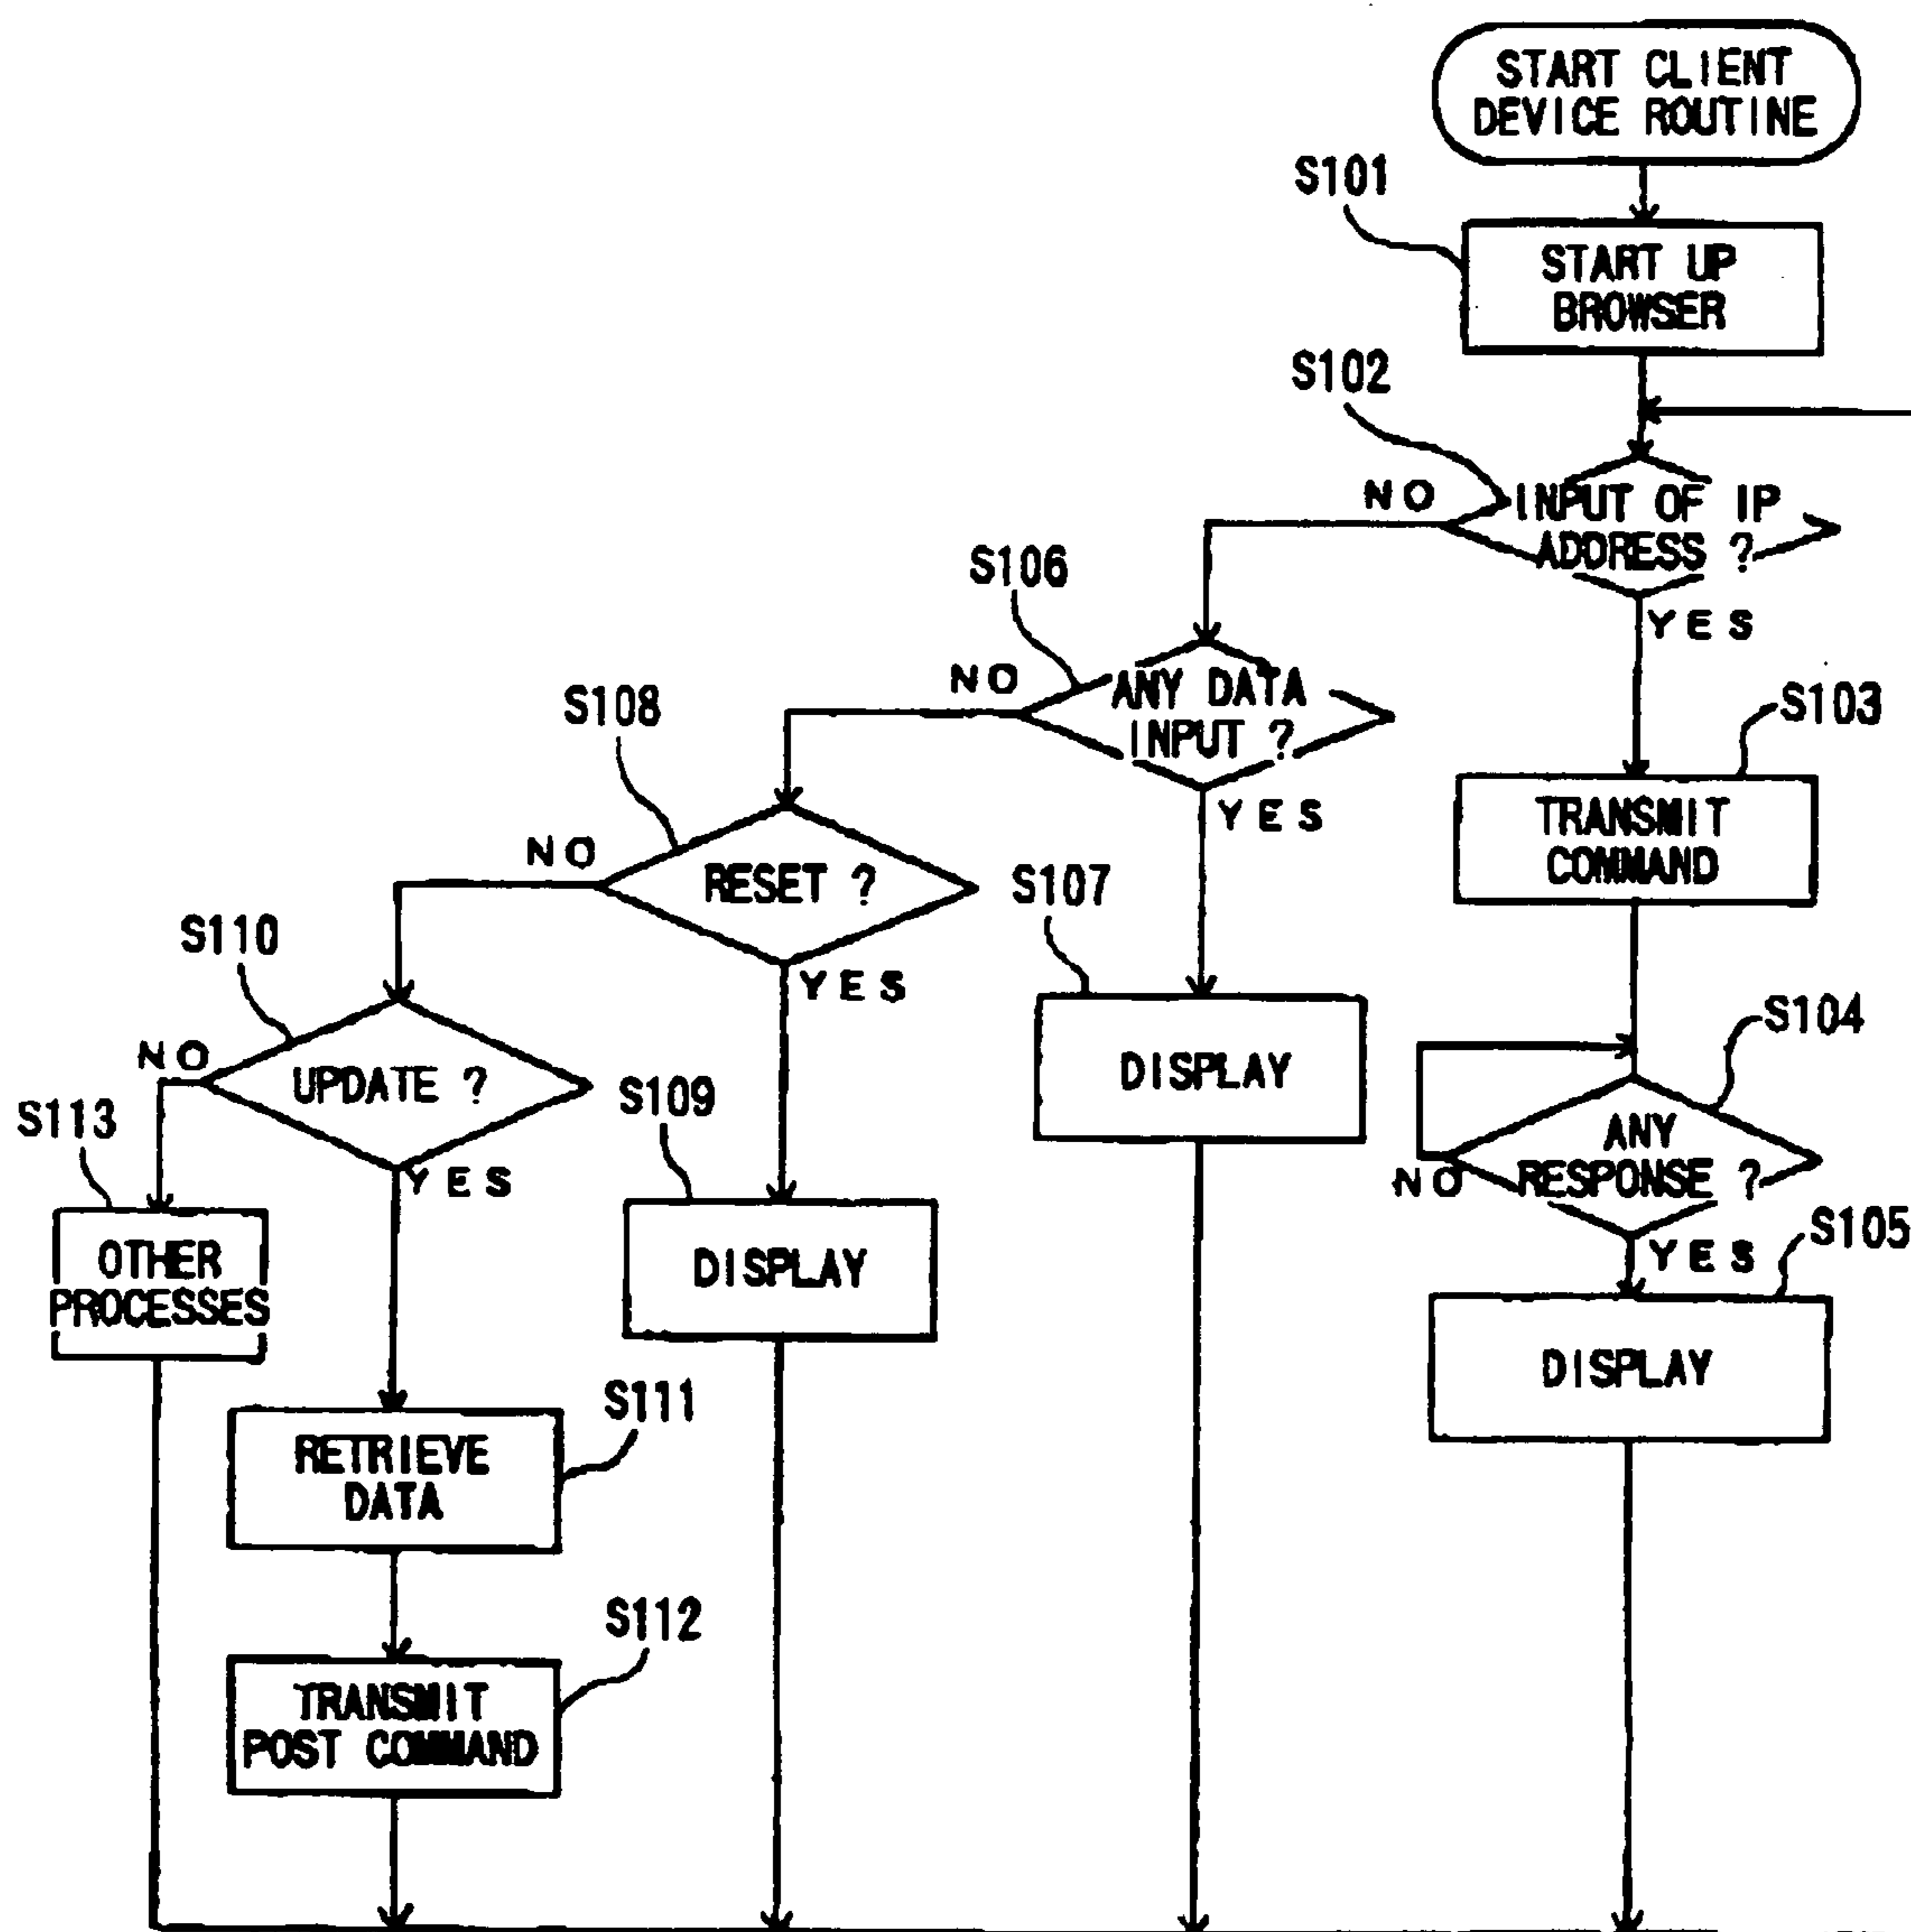 START CLIENT
DEVICE ROUTINE
S101
START UP
BROWSER
S102
NO
INPUT OF IP
ADDRESS ?
YES
S106
NO
ANY DATA
INPUT ?
YES
S103
TRANSMIT
COMMAND
S108
NO
RESET ?
YES
S107
DISPLAY
S104
ANY
RESPONSE ?
NO
YES
S105
DISPLAY
S110
NO
UPDATE ?
YES
S109
DISPLAY
S113
OTHER
PROCESSES
S111
RETRIEVE
DATA
S112
TRANSMIT
POST COMMAND